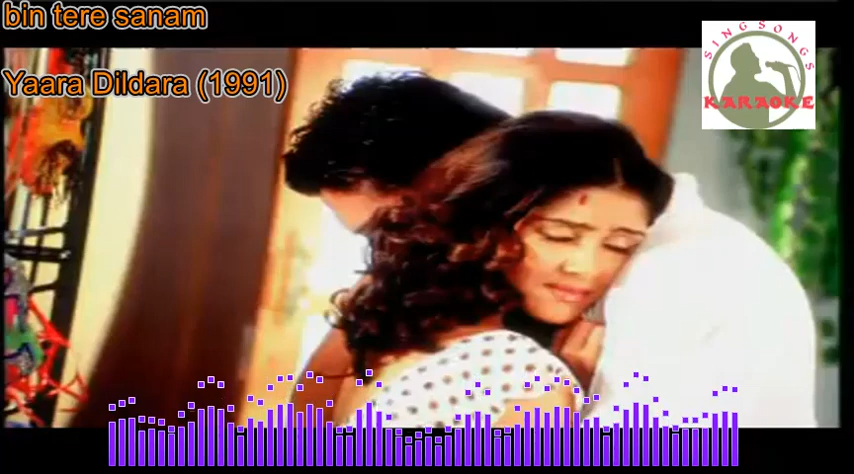 bin tere sanam
Yaara Dildara (1991)
SING SONGS
KARAOKE